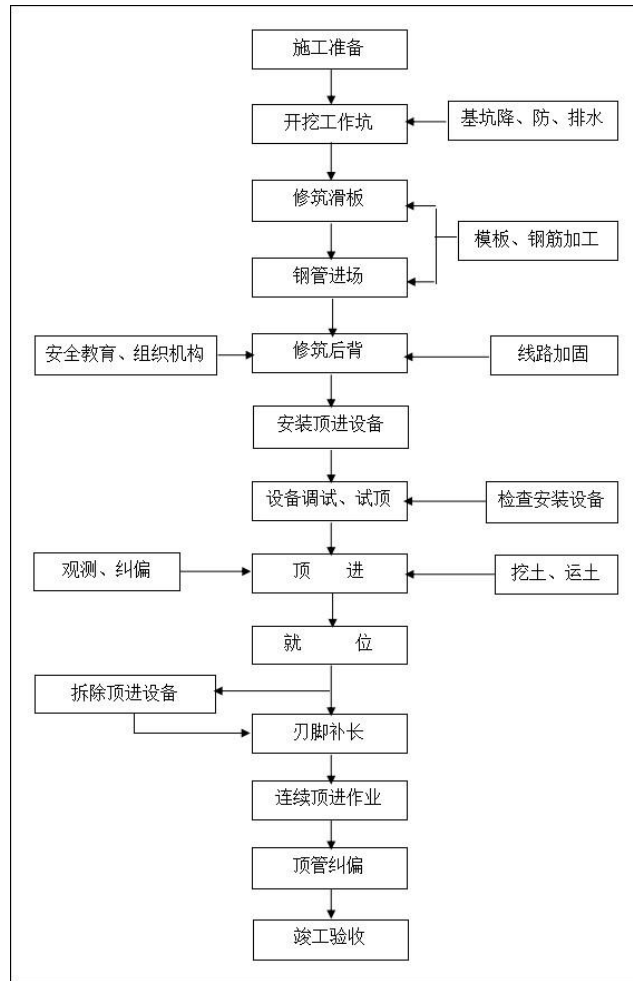 施工准备
开挖工作坑
基坑降、防、排水
修筑滑板
模板、钢筋加工
钢管进场
安全教育、组织机构
修筑后背
线路加固
安装顶进设备
设备调试、试顶
检查安装设备
观测、纠偏
顶 进
挖土、运土
就 位
拆除顶进设备
刃脚补长
连续顶进作业
顶管纠偏
竣工验收